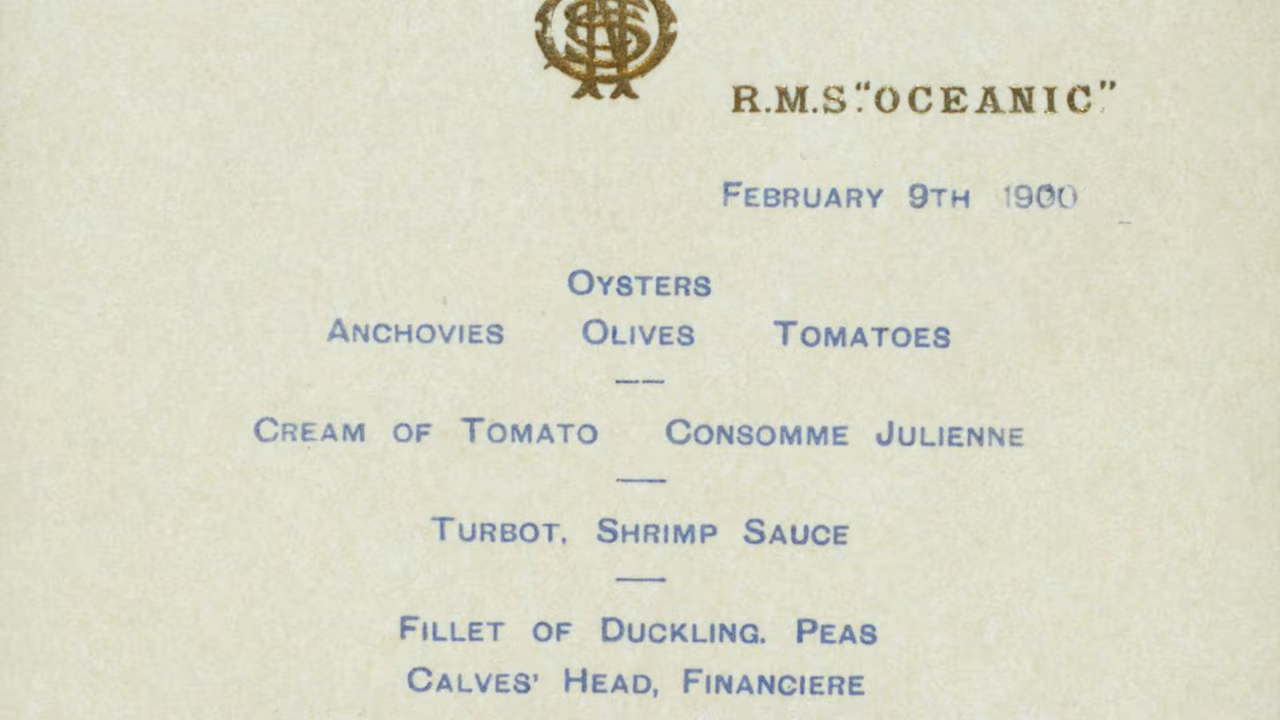 R.M.S. "OCEANIC"
FEBRUARY 9TH 1900
OYSTERS
ANCHOVIES OLIVES TOMATOES
CREAM OF TOMATO CONSOMME JULIENNE
TURBOT. SHRIMP SAUCE
FILLET OF DUCKLING. PEAS
CALVES' HEAD, FINANCIERE